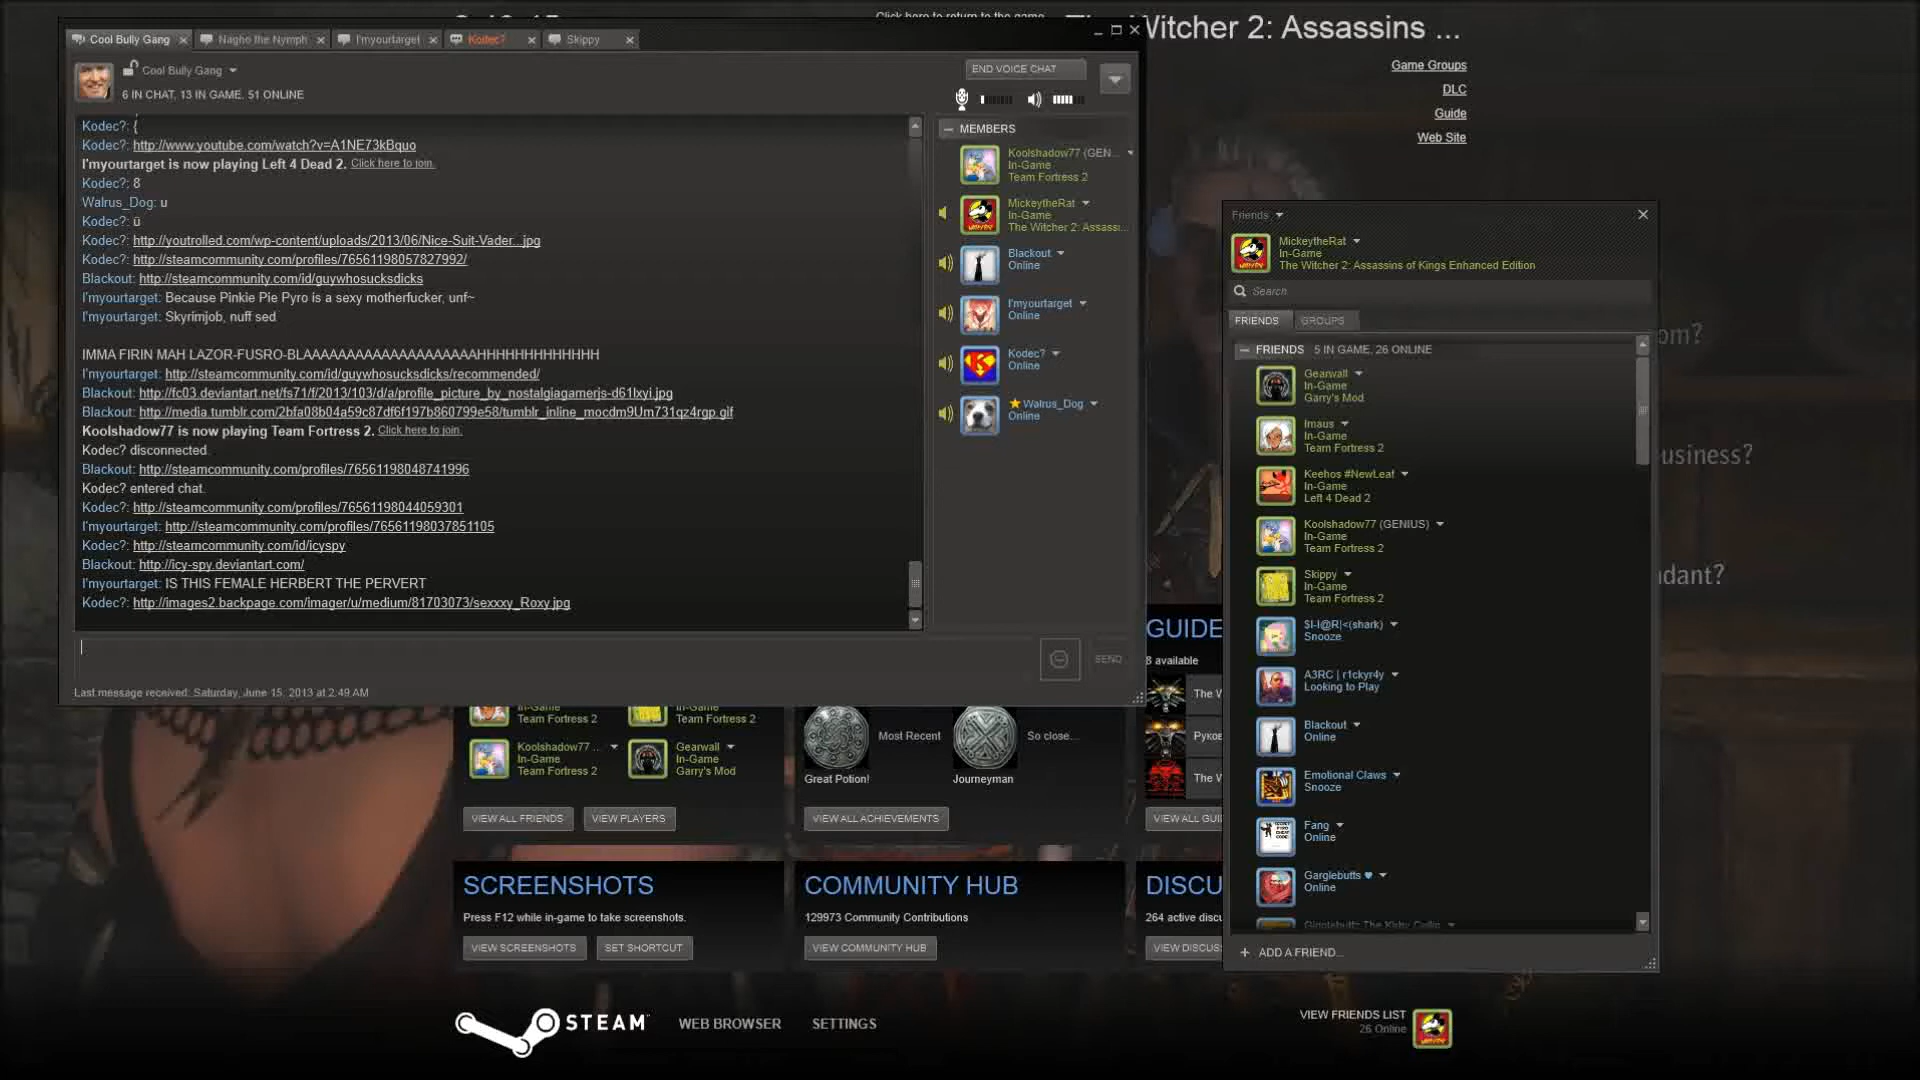 Click here to return to the game
Witcher 2: Assassins ...
Game Groups
DLC
Guide
Web Site
Cool Bully Gang
Nagho the Nymph
I'myourtarget
Kodec?
Skippy
Cool Bully Gang
6 IN CHAT, 13 IN GAME, 51 ONLINE
END VOICE CHAT
Kodec?: {
Kodec?: http://www.youtube.com/watch?v=A1NE73kBquo
I'myourtarget is now playing Left 4 Dead 2. Click here to join.
Kodec?: 8
Walrus_Dog: u
Kodec?: ü
Kodec?: http://youtrolled.com/wp-content/uploads/2013/06/Nice-Suit-Vader...jpg
Kodec?: http://steamcommunity.com/profiles/76561198057827992/
Blackout: http://steamcommunity.com/id/guywhosucksdicks
I'myourtarget: Because Pinkie Pie Pyro is a sexy motherfucker, unf~
I'myourtarget: Skyrimjob, nuff sed
IMMA FIRIN MAH LAZOR-FUSRO-BLAAAAAAAAAAAAAAAAAAAAHHHHHHHHHHHHH
I'myourtarget: http://steamcommunity.com/id/guywhosucksdicks/recommended/
Blackout: http://fc03.deviantart.net/fs71/f/2013/103/d/a/profile_picture_by_nostalgiagamerjs-d61lxyl.jpg
Blackout: http://media.tumblr.com/2bfa08b04a59c87df6f197b860799e58/tumblr_inline_mocdm9Um731qz4rgp.gif
Koolshadow77 is now playing Team Fortress 2. Click here to join.
Kodec? disconnected.
Blackout: http://steamcommunity.com/profiles/76561198048741996
Kodec? entered chat.
Kodec?: http://steamcommunity.com/profiles/76561198044059301
I'myourtarget: http://steamcommunity.com/profiles/76561198037851105
Kodec?: http://steamcommunity.com/id/icyspy
Blackout: http://icy-spy.deviantart.com/
I'myourtarget: IS THIS FEMALE HERBERT THE PERVERT
Kodec?: http://images2.backpage.com/imager/u/medium/81703073/sexxxy_Roxy.jpg
MEMBERS
Koolshadow77 (GEN...
In-Game
Team Fortress 2
MickeytheRat
In-Game
The Witcher 2: Assassi...
Blackout
Online
I'myourtarget
Online
Kodec?
Online
Walrus_Dog
Online
SEND
Last message received: Saturday, June 15, 2013 at 2:49 AM
Friends
MickeytheRat
In-Game
The Witcher 2: Assassins of Kings Enhanced Edition
Search
FRIENDS
GROUPS
FRIENDS 5 IN GAME, 26 ONLINE
Gearwall
In-Game
Garry's Mod
Imaus
In-Game
Team Fortress 2
Keehos #NewLeaf
In-Game
Left 4 Dead 2
Koolshadow77 (GENIUS)
In-Game
Team Fortress 2
Skippy
In-Game
Team Fortress 2
$I-I@R|<(shark)
Snooze
A3RC | r1ckyr4y
Looking to Play
Blackout
Online
Emotional Claws
Snooze
Fang
Online
Garglebutts ♥
Online
ADD A FRIEND...
om?
usiness?
dant?
In-Game
Team Fortress 2
In-Game
Team Fortress 2
Koolshadow77 ...
In-Game
Team Fortress 2
Gearwall
In-Game
Garry's Mod
VIEW ALL FRIENDS
VIEW PLAYERS
Most Recent
Great Potion!
So close...
Journeyman
VIEW ALL ACHIEVEMENTS
GUIDE
8 available
The W
Руков
The W
VIEW ALL GUI
SCREENSHOTS
Press F12 while in-game to take screenshots.
VIEW SCREENSHOTS
SET SHORTCUT
COMMUNITY HUB
129973 Community Contributions
VIEW COMMUNITY HUB
DISCU
264 active discu
VIEW DISCUS
STEAM
WEB BROWSER
SETTINGS
VIEW FRIENDS LIST
26 Online